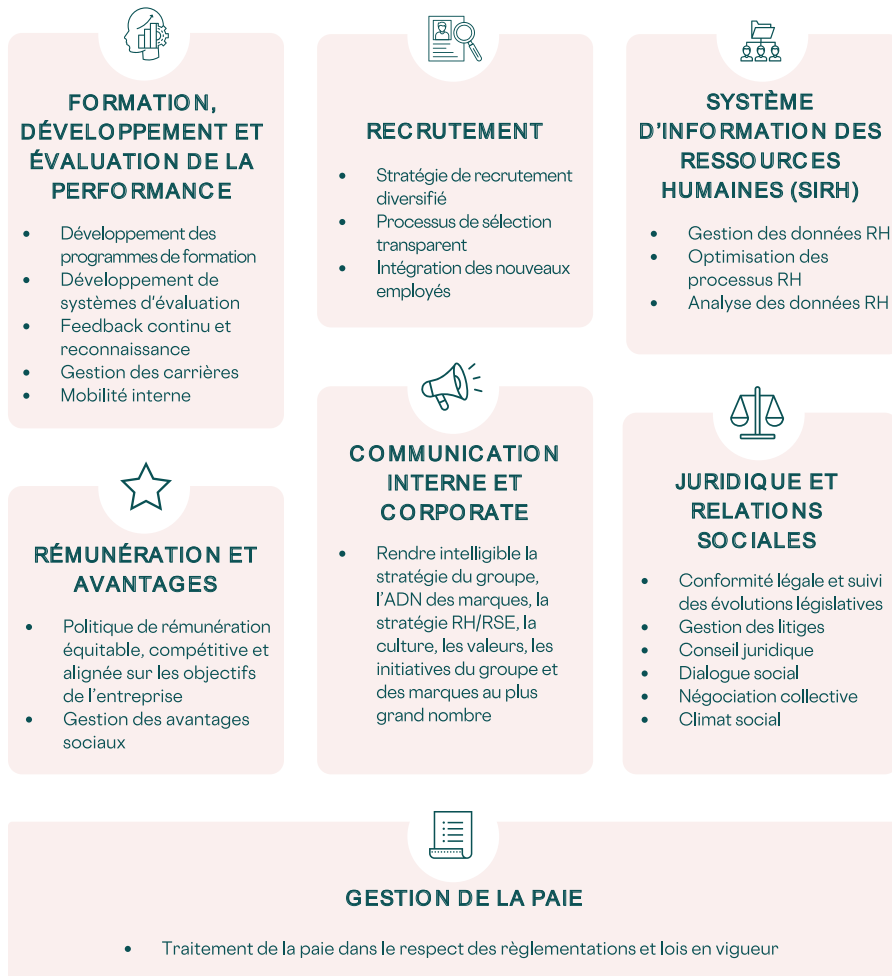 FORMATION,
DÉVELOPPEMENT ET
ÉVALUATION DE LA
PERFORMANCE
• Développement des
programmes de formation
• Développement de
systèmes d'évaluation
• Feedback continu et
reconnaissance
• Gestion des carrières
• Mobilité interne
RECRUTEMENT
• Stratégie de recrutement
diversifié
• Processus de sélection
transparent
• Intégration des nouveaux
employés
SYSTÈME
D'INFORMATION DES
RESSOURCES
HUMAINES (SIRH)
• Gestion des données RH
• Optimisation des
processus RH
• Analyse des données RH
RÉMUNÉRATION ET
AVANTAGES
• Politique de rémunération
équitable, compétitive et
alignée sur les objectifs
de l'entreprise
• Gestion des avantages
sociaux
COMMUNICATION
INTERNE ET
CORPORATE
• Rendre intelligible la
stratégie du groupe,
l'ADN des marques, la
stratégie RH/RSE, la
culture, les valeurs, les
initiatives du groupe et
des marques au plus
grand nombre
JURIDIQUE ET
RELATIONS
SOCIALES
• Conformité légale et suivi
des évolutions législatives
• Gestion des litiges
• Conseil juridique
• Dialogue social
• Négociation collective
• Climat social
GESTION DE LA PAIE
• Traitement de la paie dans le respect des règlementations et lois en vigueur